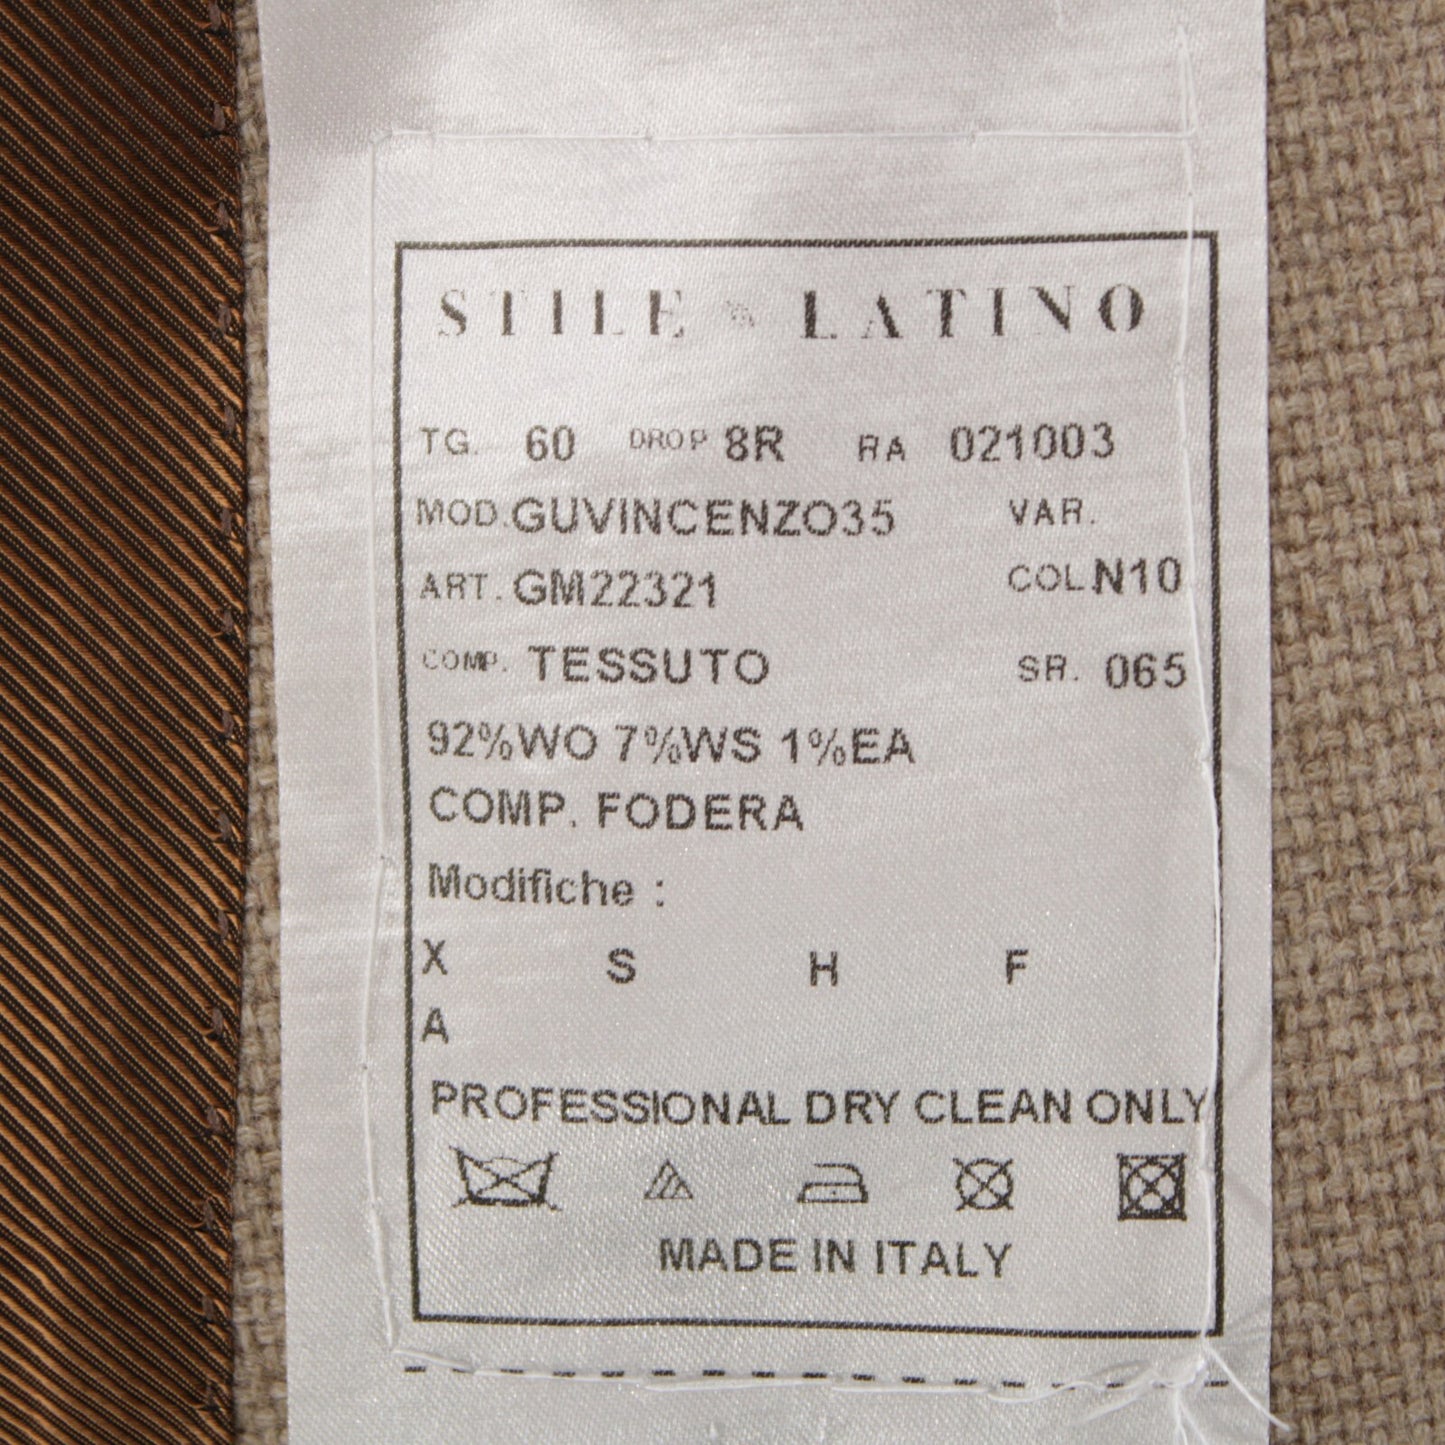 STILE LATINO
TG. 60 DROP 8R RA 021003
MOD. GUVINCENZO35 VAR.
ART. GM22321 COL. N10
COMP. TESSUTO SR. 065
92%WO 7%WS 1%EA
COMP. FODERA
Modifiche :
X S H F
A
PROFESSIONAL DRY CLEAN ONLY
MADE IN ITALY